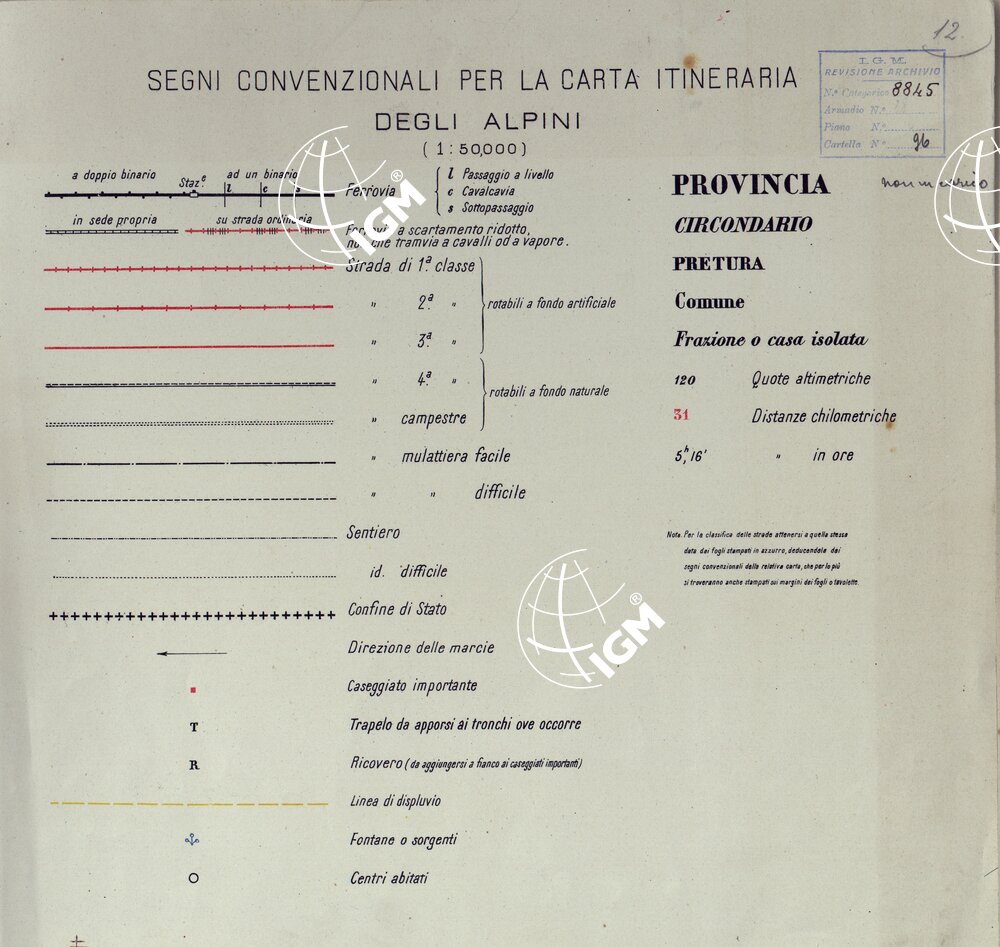 12.
SEGNI CONVENZIONALI PER LA CARTA ITINERARIA
DEGLI ALPINI
(1:50,000)
I.G.M.
REVISIONE ARCHIVIO
N.° Categorico 8845
Armadio N.°
Piano N.°
Cartella N.° 96
a doppio binario Staz.e ad un binario
l c s
Ferrovia
l Passaggio a livello
c Cavalcavia
s Sottopassaggio
in sede propria su strada ordinaria
Ferrovia a scartamento ridotto,
nonchè tramvia a cavalli od a vapore.
Strada di 1ª. classe
" 2ª "
" 3ª. "
rotabili a fondo artificiale
" 4ª. "
" campestre
rotabili a fondo naturale
" mulattiera facile
" " difficile
Sentiero
id. difficile
Confine di Stato
Direzione delle marcie
Caseggiato importante
T Trapelo da apporsi ai tronchi ove occorre
R Ricovero (da aggiungersi a fianco ai caseggiati importanti)
Linea di displuvio
Fontane o sorgenti
Centri abitati
PROVINCIA
CIRCONDARIO
PRETURA
Comune
Frazione o casa isolata
120 Quote altimetriche
31 Distanze chilometriche
5h,16' " in ore
Nota. Per la classifica delle strade attenersi a quella stessa
data dai fogli stampati in azzurro, deducendola dai
segni convenzionali della relativa carta, che per lo più
si troveranno anche stampati sui margini dei fogli o tavolette.
IGM®
IGM®